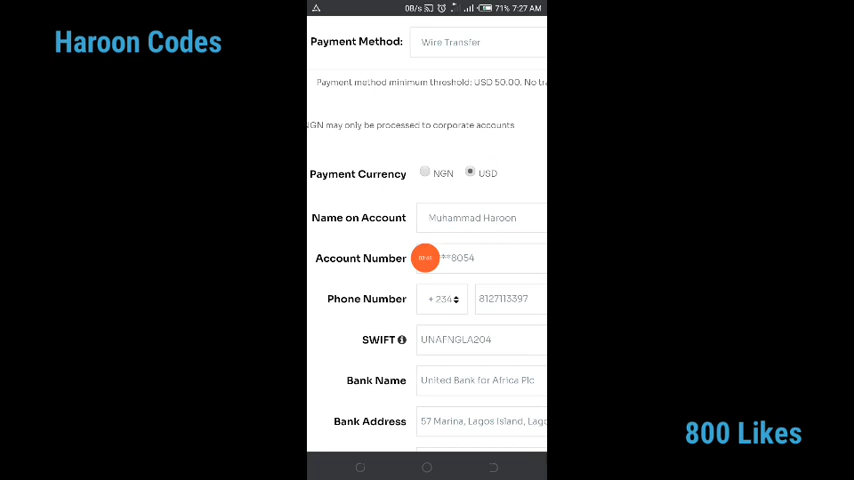 0B/s 71% 7:27 AM
Haroon Codes
Payment Method: Wire Transfer
Payment method minimum threshold: USD 50.00. No tra
NGN may only be processed to corporate accounts
Payment Currency NGN USD
Name on Account Muhammad Haroon
Account Number **8054
Phone Number + 234 8127113397
SWIFT UNAFNGLA204
Bank Name United Bank for Africa Plc
800 Likes
Bank Address 57 Marina, Lagos Island, Lago